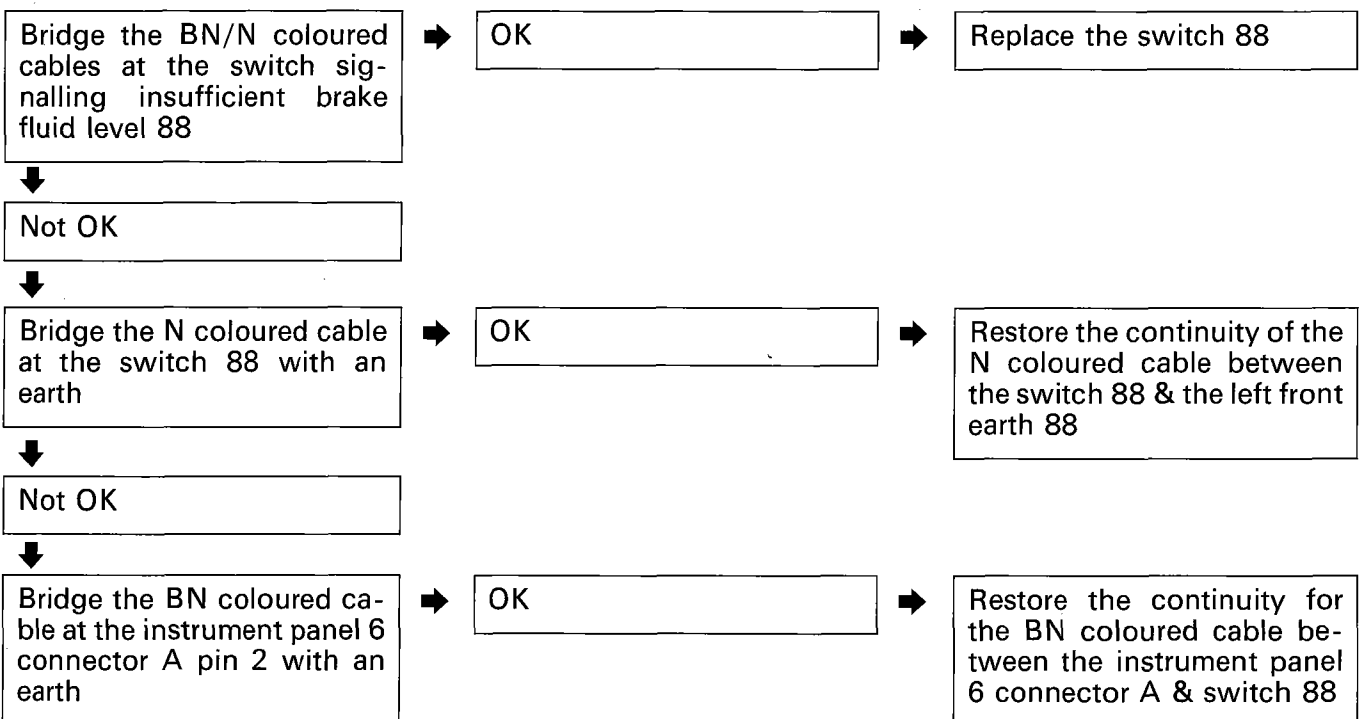 Bridge the BN/N coloured
cables at the switch sig-
nalling insufficient brake
fluid level 88
OK
Replace the switch 88
Not OK
Bridge the N coloured cable
at the switch 88 with an
earth
OK
Restore the continuity of the
N coloured cable between
the switch 88 & the left front
earth 88
Not OK
Bridge the BN coloured ca-
ble at the instrument panel 6
connector A pin 2 with an
earth
OK
Restore the continuity for
the BN coloured cable be-
tween the instrument panel
6 connector A & switch 88